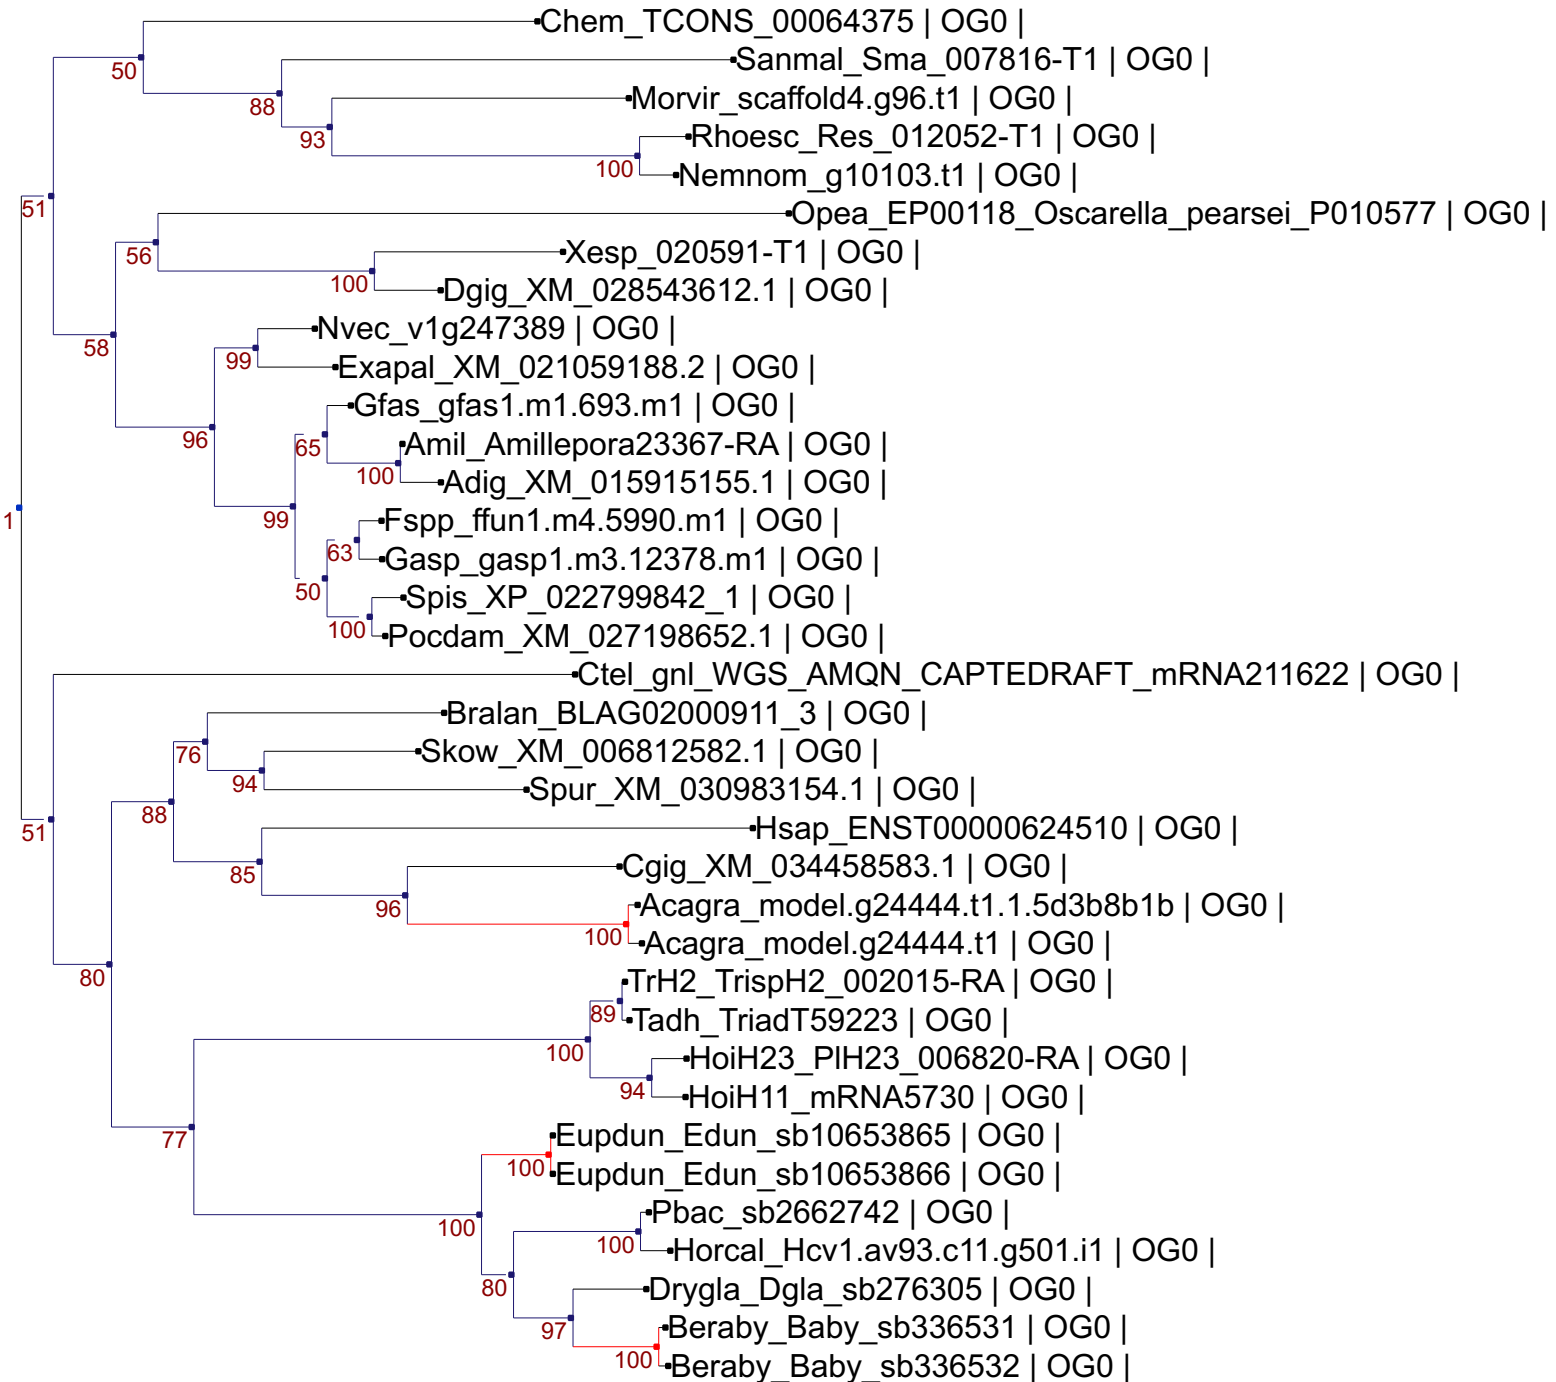 Chem_TCONS_00064375 | OG0 |
50
Sanmal_Sma_007816-T1 | OG0 |
88
Morvir_scaffold4.g96.t1 | OG0 |
93
Rhoesc_Res_012052-T1 | OG0 |
100
Nemnom_g10103.t1 | OG0 |
51
Opea_EP00118_Oscarella_pearsei_P010577 | OG0 |
56
Xesp_020591-T1 | OG0 |
100
Dgig_XM_028543612.1 | OG0 |
58
Nvec_v1g247389 | OG0 |
99
Exapal_XM_021059188.2 | OG0 |
96
Gfas_gfas1.m1.693.m1 | OG0 |
65
Amil_Amillepora23367-RA | OG0 |
100
Adig_XM_015915155.1 | OG0 |
99
Fspp_ffun1.m4.5990.m1 | OG0 |
63
Gasp_gasp1.m3.12378.m1 | OG0 |
50
Spis_XP_022799842_1 | OG0 |
100
Pocdam_XM_027198652.1 | OG0 |
1
Ctel_gnl_WGS_AMQN_CAPTEDRAFT_mRNA211622 | OG0 |
51
Bralan_BLAG02000911_3 | OG0 |
76
Skow_XM_006812582.1 | OG0 |
94
Spur_XM_030983154.1 | OG0 |
88
Hsap_ENST00000624510 | OG0 |
85
Cgig_XM_034458583.1 | OG0 |
96
Acagra_model.g24444.t1.1.5d3b8b1b | OG0 |
100
Acagra_model.g24444.t1 | OG0 |
80
TrH2_TrispH2_002015-RA | OG0 |
89
Tadh_TriadT59223 | OG0 |
100
HoiH23_PlH23_006820-RA | OG0 |
94
HoiH11_mRNA5730 | OG0 |
77
Eupdun_Edun_sb10653865 | OG0 |
100
Eupdun_Edun_sb10653866 | OG0 |
100
Pbac_sb2662742 | OG0 |
100
Horcal_Hcv1.av93.c11.g501.i1 | OG0 |
80
Drygla_Dgla_sb276305 | OG0 |
97
Beraby_Baby_sb336531 | OG0 |
100
Beraby_Baby_sb336532 | OG0 |